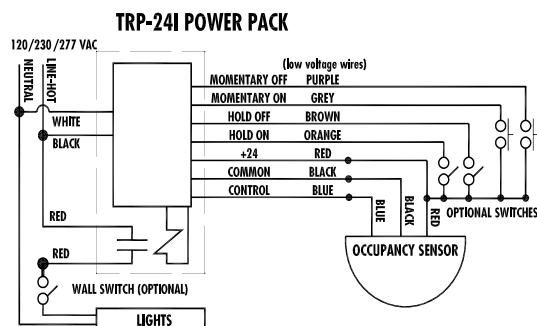 TRP-24I POWER PACK
120/230/277 VAC
(low voltage wires)
NEUTRAL
LINE-HOT
MOMENTARY OFF PURPLE
MOMENTARY ON GREY
WHITE
HOLD OFF BROWN
BLACK
HOLD ON ORANGE
+24 RED
COMMON BLACK
CONTROL BLUE
RED
BLUE
BLACK
RED
OPTIONAL SWITCHES
RED
OCCUPANCY SENSOR
WALL SWITCH (OPTIONAL)
LIGHTS